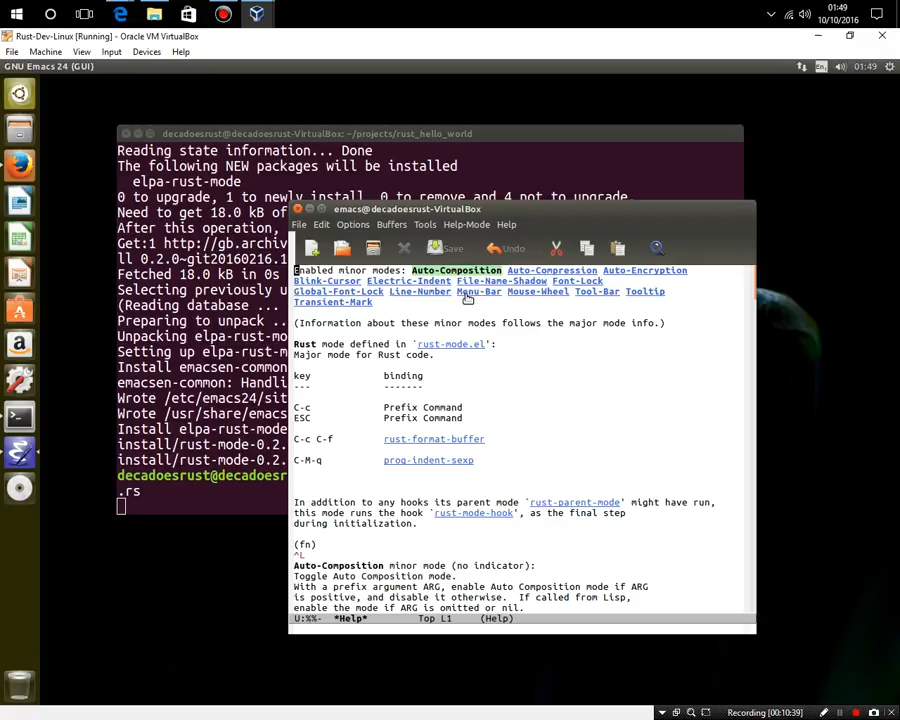 01:49
10/10/2016
Rust-Dev-Linux [Running] - Oracle VM VirtualBox
File Machine View Input Devices Help
GNU Emacs 24 (GUI)
En
01:49
decadoesrust@decadoesrust-VirtualBox: ~/projects/rust_hello_world
Reading state information... Done
The following NEW packages will be installed
elpa-rust-mode
0 to upgrade, 1 to newly install, 0 to remove and 4 not to upgrade.
Need to get 18.0 kB of
After this operation,
Get:1 http://gb.archiv
ll 0.2.0~git20160216.1
Fetched 18.0 kB in 0s
Selecting previously u
(Reading database ...
Preparing to unpack ..
Unpacking elpa-rust-mo
Setting up elpa-rust-m
Install emacsen-common
emacsen-common: Handli
Wrote /etc/emacs24/sit
Wrote /usr/share/emacs
Install elpa-rust-mode
install/rust-mode-0.2.
install/rust-mode-0.2.
decadoesrust@decadoesr
.rs
emacs@decadoesrust-VirtualBox
File Edit Options Buffers Tools Help-Mode Help
Save Undo
Enabled minor modes: Auto-Composition Auto-Compression Auto-Encryption
Blink-Cursor Electric-Indent File-Name-Shadow Font-Lock
Global-Font-Lock Line-Number Menu-Bar Mouse-Wheel Tool-Bar Tooltip
Transient-Mark
(Information about these minor modes follows the major mode info.)
Rust mode defined in `rust-mode.el':
Major mode for Rust code.
key binding
--- -------
C-c Prefix Command
ESC Prefix Command
C-c C-f rust-format-buffer
C-M-q prog-indent-sexp
In addition to any hooks its parent mode `rust-parent-mode' might have run,
this mode runs the hook `rust-mode-hook', as the final step
during initialization.
(fn)
^L
Auto-Composition minor mode (no indicator):
Toggle Auto Composition mode.
With a prefix argument ARG, enable Auto Composition mode if ARG
is positive, and disable it otherwise.  If called from Lisp,
enable the mode if ARG is omitted or nil.
U:%%- *Help* Top L1 (Help)
Recording [00:10:39]